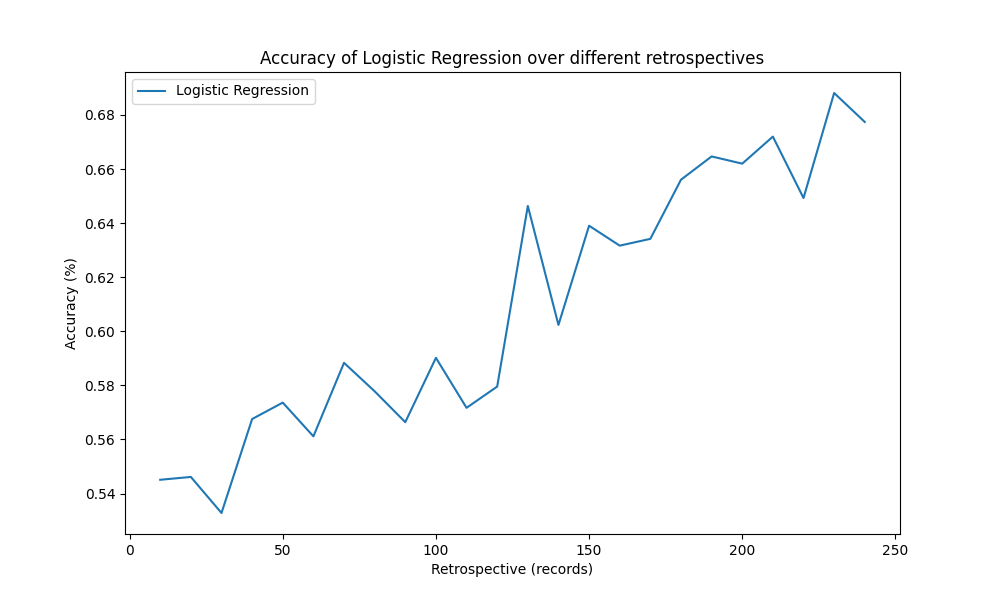 Accuracy of Logistic Regression over different retrospectives
Logistic Regression
0.68
0.66
0.64
0.62
0.60
0.58
0.56
0.54
Accuracy (%)
0 50 100 150 200 250
Retrospective (records)